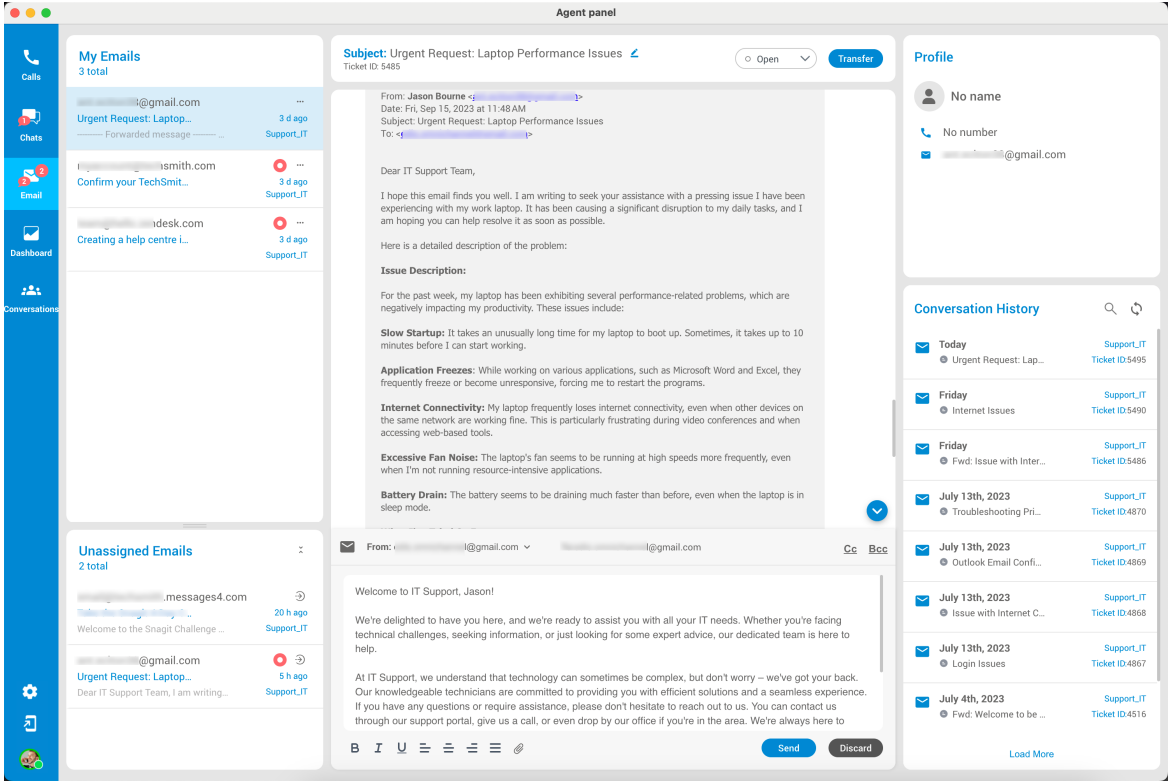 Agent panel
Calls
1
Chats
2
2
Email
Dashboard
Conversations
My Emails
3 total
@gmail.com
Urgent Request: Laptop... 3 d ago
Forwarded message ... Support_IT
smith.com
Confirm your TechSmit... 3 d ago
Support_IT
desk.com
Creating a help centre i... 3 d ago
Support_IT
Unassigned Emails
2 total
.messages4.com
20 h ago
Welcome to the Snagit Challenge ... Support_IT
@gmail.com
Urgent Request: Laptop... 5 h ago
Dear IT Support Team, I am writing... Support_IT
Subject: Urgent Request: Laptop Performance Issues
Ticket ID: 5485
Open
Transfer
From: Jason Bourne < >
Date: Fri, Sep 15, 2023 at 11:48 AM
Subject: Urgent Request: Laptop Performance Issues
To: < >
Dear IT Support Team,
I hope this email finds you well. I am writing to seek your assistance with a pressing issue I have been
experiencing with my work laptop. It has been causing a significant disruption to my daily tasks, and I
am hoping you can help resolve it as soon as possible.
Here is a detailed description of the problem:
Issue Description:
For the past week, my laptop has been exhibiting several performance-related problems, which are
negatively impacting my productivity. These issues include:
Slow Startup: It takes an unusually long time for my laptop to boot up. Sometimes, it takes up to 10
minutes before I can start working.
Application Freezes: While working on various applications, such as Microsoft Word and Excel, they
frequently freeze or become unresponsive, forcing me to restart the programs.
Internet Connectivity: My laptop frequently loses internet connectivity, even when other devices on
the same network are working fine. This is particularly frustrating during video conferences and when
accessing web-based tools.
Excessive Fan Noise: The laptop's fan seems to be running at high speeds more frequently, even
when I'm not running resource-intensive applications.
Battery Drain: The battery seems to be draining much faster than before, even when the laptop is in
sleep mode.
From: @gmail.com @gmail.com Cc Bcc
Welcome to IT Support, Jason!
We're delighted to have you here, and we're ready to assist you with all your IT needs. Whether you're facing
technical challenges, seeking information, or just looking for some expert advice, our dedicated team is here to
help.
At IT Support, we understand that technology can sometimes be complex, but don't worry – we've got your back.
Our knowledgeable technicians are committed to providing you with efficient solutions and a seamless experience.
If you have any questions or require assistance, please don't hesitate to reach out to us. You can contact us
through our support portal, give us a call, or even drop by our office if you're in the area. We're always here to
B I U
Send
Discard
Profile
No name
No number
@gmail.com
Conversation History
Today Support_IT
Urgent Request: Lap... Ticket ID:5495
Friday Support_IT
Internet Issues Ticket ID:5490
Friday Support_IT
Fwd: Issue with Inter... Ticket ID:5486
July 13th, 2023 Support_IT
Troubleshooting Pri... Ticket ID:4870
July 13th, 2023 Support_IT
Outlook Email Confi... Ticket ID:4869
July 13th, 2023 Support_IT
Issue with Internet C... Ticket ID:4868
July 13th, 2023 Support_IT
Login Issues Ticket ID:4867
July 4th, 2023 Support_IT
Fwd: Welcome to be ... Ticket ID:4516
Load More